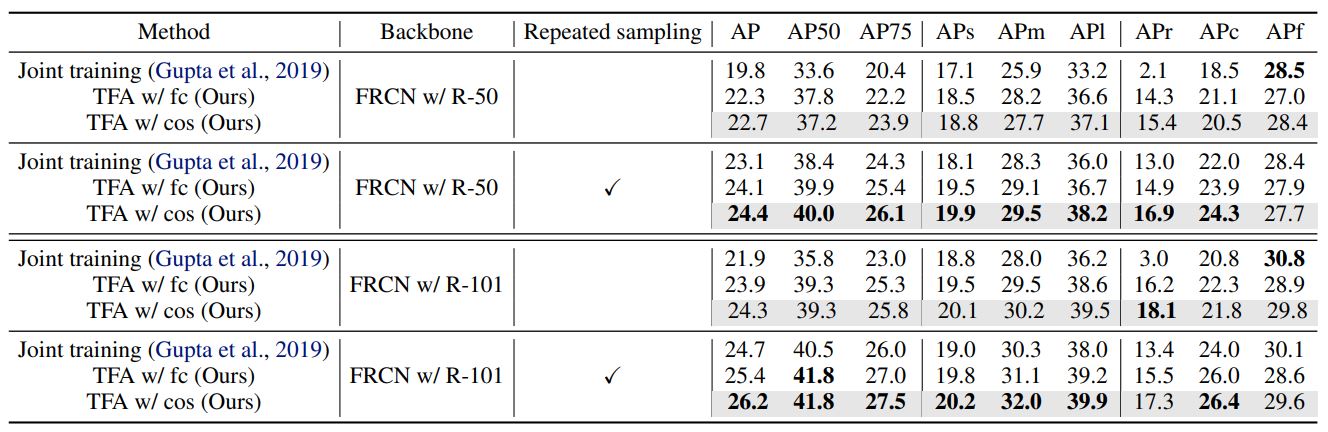 Method Backbone Repeated sampling AP AP50 AP75 APs APm APl APr APc APf
Joint training (Gupta et al., 2019) 19.8 33.6 20.4 17.1 25.9 33.2 2.1 18.5 28.5
TFA w/ fc (Ours) FRCN w/ R-50 22.3 37.8 22.2 18.5 28.2 36.6 14.3 21.1 27.0
TFA w/ cos (Ours) 22.7 37.2 23.9 18.8 27.7 37.1 15.4 20.5 28.4
Joint training (Gupta et al., 2019) 23.1 38.4 24.3 18.1 28.3 36.0 13.0 22.0 28.4
TFA w/ fc (Ours) FRCN w/ R-50 ✓ 24.1 39.9 25.4 19.5 29.1 36.7 14.9 23.9 27.9
TFA w/ cos (Ours) 24.4 40.0 26.1 19.9 29.5 38.2 16.9 24.3 27.7
Joint training (Gupta et al., 2019) 21.9 35.8 23.0 18.8 28.0 36.2 3.0 20.8 30.8
TFA w/ fc (Ours) FRCN w/ R-101 23.9 39.3 25.3 19.5 29.5 38.6 16.2 22.3 28.9
TFA w/ cos (Ours) 24.3 39.3 25.8 20.1 30.2 39.5 18.1 21.8 29.8
Joint training (Gupta et al., 2019) 24.7 40.5 26.0 19.0 30.3 38.0 13.4 24.0 30.1
TFA w/ fc (Ours) FRCN w/ R-101 ✓ 25.4 41.8 27.0 19.8 31.1 39.2 15.5 26.0 28.6
TFA w/ cos (Ours) 26.2 41.8 27.5 20.2 32.0 39.9 17.3 26.4 29.6